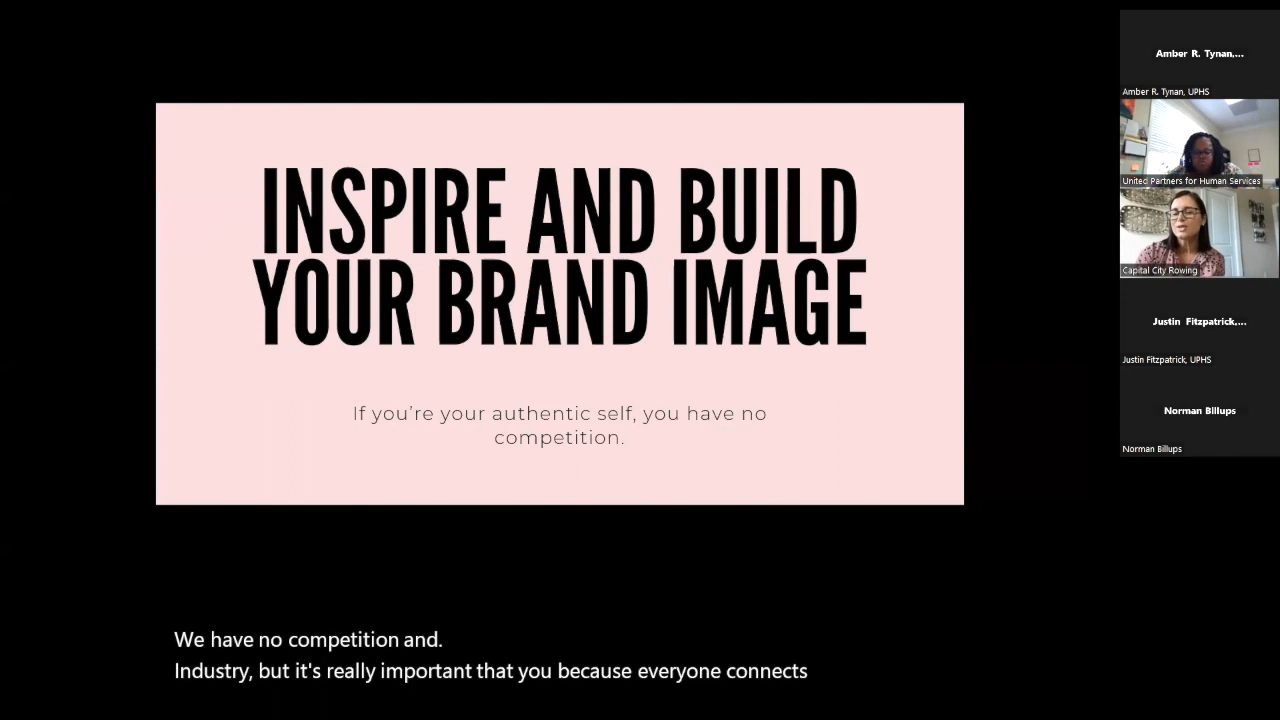 INSPIRE AND BUILD
YOUR BRAND IMAGE
If you're your authentic self, you have no
competition.
We have no competition and.
Industry, but it's really important that you because everyone connects
Amber R. Tynan,...
Amber R. Tynan, UPHS
United Partners for Human Services
Capital City Rowing
Justin Fitzpatrick,...
Justin Fitzpatrick, UPHS
Norman Billups
Norman Billups